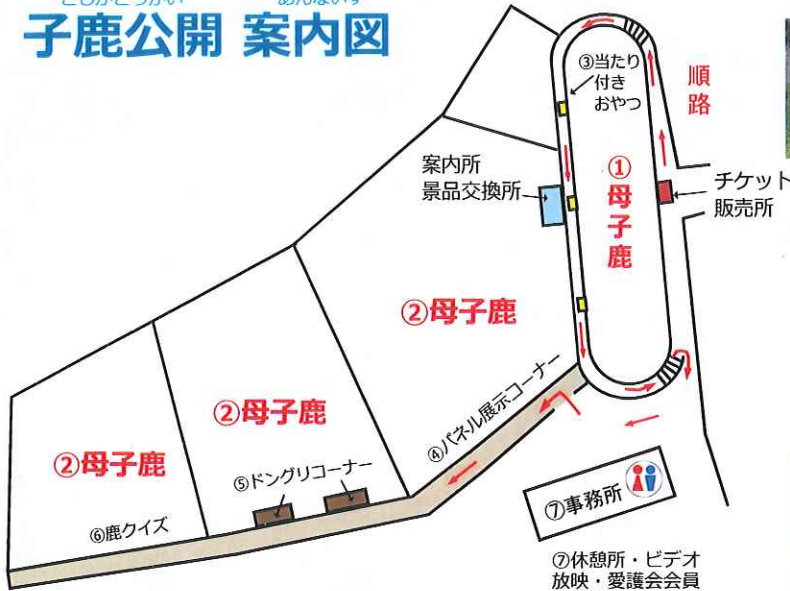 子鹿公開 案内図
③当たり
付き
おやつ
順
路
案内所
景品交換所
①
母
子
鹿
チケット
販売所
②母子鹿
②母子鹿
②母子鹿
④パネル展示コーナー
⑤ドングリコーナー
⑥鹿クイズ
⑦事務所
⑦休憩所・ビデオ
放映・愛護会会員